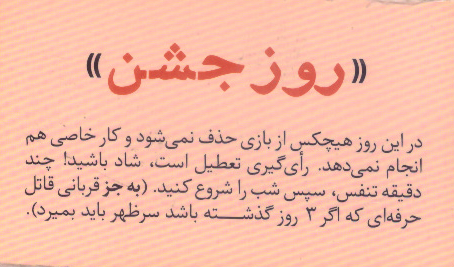 «روز جشن»
در این روز هیچکس از بازی حذف نمی‌شود و کار خاصی هم
انجام نمی‌دهد. رأی‌گیری تعطیل است، شاد باشید! چند
دقیقه تنفس، سپس شب را شروع کنید. (به جز قربانی قاتل
حرفه‌ای که اگر ۳ روز گذشـــــته باشد سرظهر باید بمیرد).